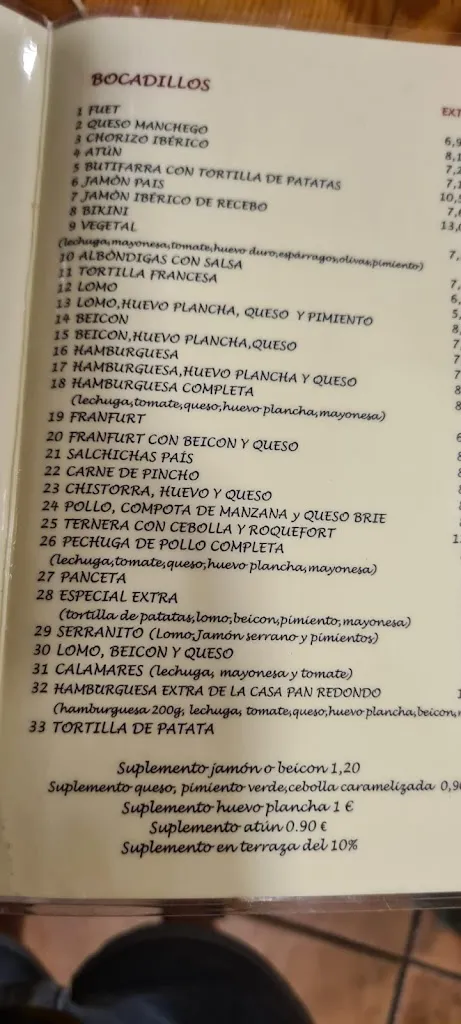 BOCADILLOS
1 FUET
2 QUESO MANCHEGO
3 CHORIZO IBÉRICO
4 ATÚN
5 BUTIFARRA CON TORTILLA DE PATATAS
6 JAMÓN PAIS
7 JAMÓN IBÉRICO DE RECEBO
8 BIKINI
9 VEGETAL
(lechuga,mayonesa,tomate,huevo duro,espárragos,olivas,pimiento)
10 ALBÓNDIGAS CON SALSA
11 TORTILLA FRANCESA
12 LOMO
13 LOMO,HUEVO PLANCHA, QUESO Y PIMIENTO
14 BEICON
15 BEICON,HUEVO PLANCHA,QUESO
16 HAMBURGUESA
17 HAMBURGUESA,HUEVO PLANCHA Y QUESO
18 HAMBURGUESA COMPLETA
(lechuga,tomate,queso,huevo plancha,mayonesa)
19 FRANFURT
20 FRANFURT CON BEICON Y QUESO
21 SALCHICHAS PAÍS
22 CARNE DE PINCHO
23 CHISTORRA, HUEVO Y QUESO
24 POLLO, COMPOTA DE MANZANA y QUESO BRIE
25 TERNERA CON CEBOLLA Y ROQUEFORT
26 PECHUGA DE POLLO COMPLETA
(lechuga,tomate,queso,huevo plancha,mayonesa)
27 PANCETA
28 ESPECIAL EXTRA
(tortilla de patatas,lomo,beicon,pimiento,mayonesa)
29 SERRANITO (Lomo,Jamón serrano y pimientos)
30 LOMO, BEICON Y QUESO
31 CALAMARES (lechuga, mayonesa y tomate)
32 HAMBURGUESA EXTRA DE LA CASA PAN REDONDO
(hamburguesa 200g, lechuga, tomate,queso,huevo plancha,beicon,
33 TORTILLA DE PATATA
Suplemento jamón o beicon 1,20
Suplemento queso, pimiento verde,cebolla caramelizada
Suplemento huevo plancha 1 €
Suplemento atún 0.90 €
Suplemento en terraza del 10%